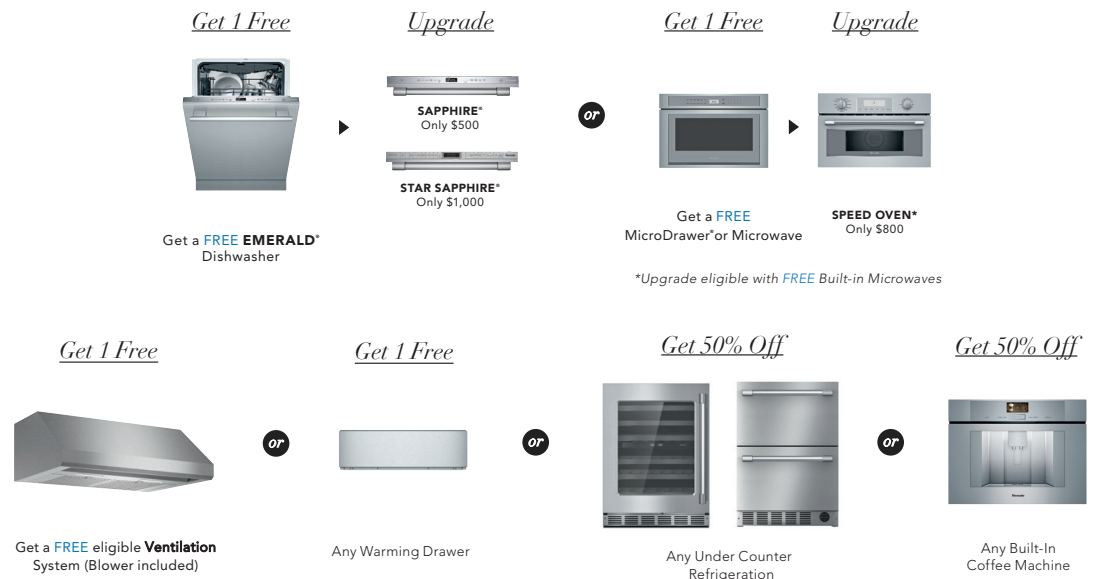 Get 1 Free
Upgrade
SAPPHIRE®
Only $500
STAR SAPPHIRE®
Only $1,000
Get a FREE EMERALD®
Dishwasher
or
Get 1 Free
Upgrade
Get a FREE
MicroDrawer®or Microwave
SPEED OVEN*
Only $800
*Upgrade eligible with FREE Built-in Microwaves
Get 1 Free
Get a FREE eligible Ventilation
System (Blower included)
or
Get 1 Free
Any Warming Drawer
or
Get 50% Off
Any Under Counter
Refrigeration
or
Get 50% Off
Any Built-In
Coffee Machine